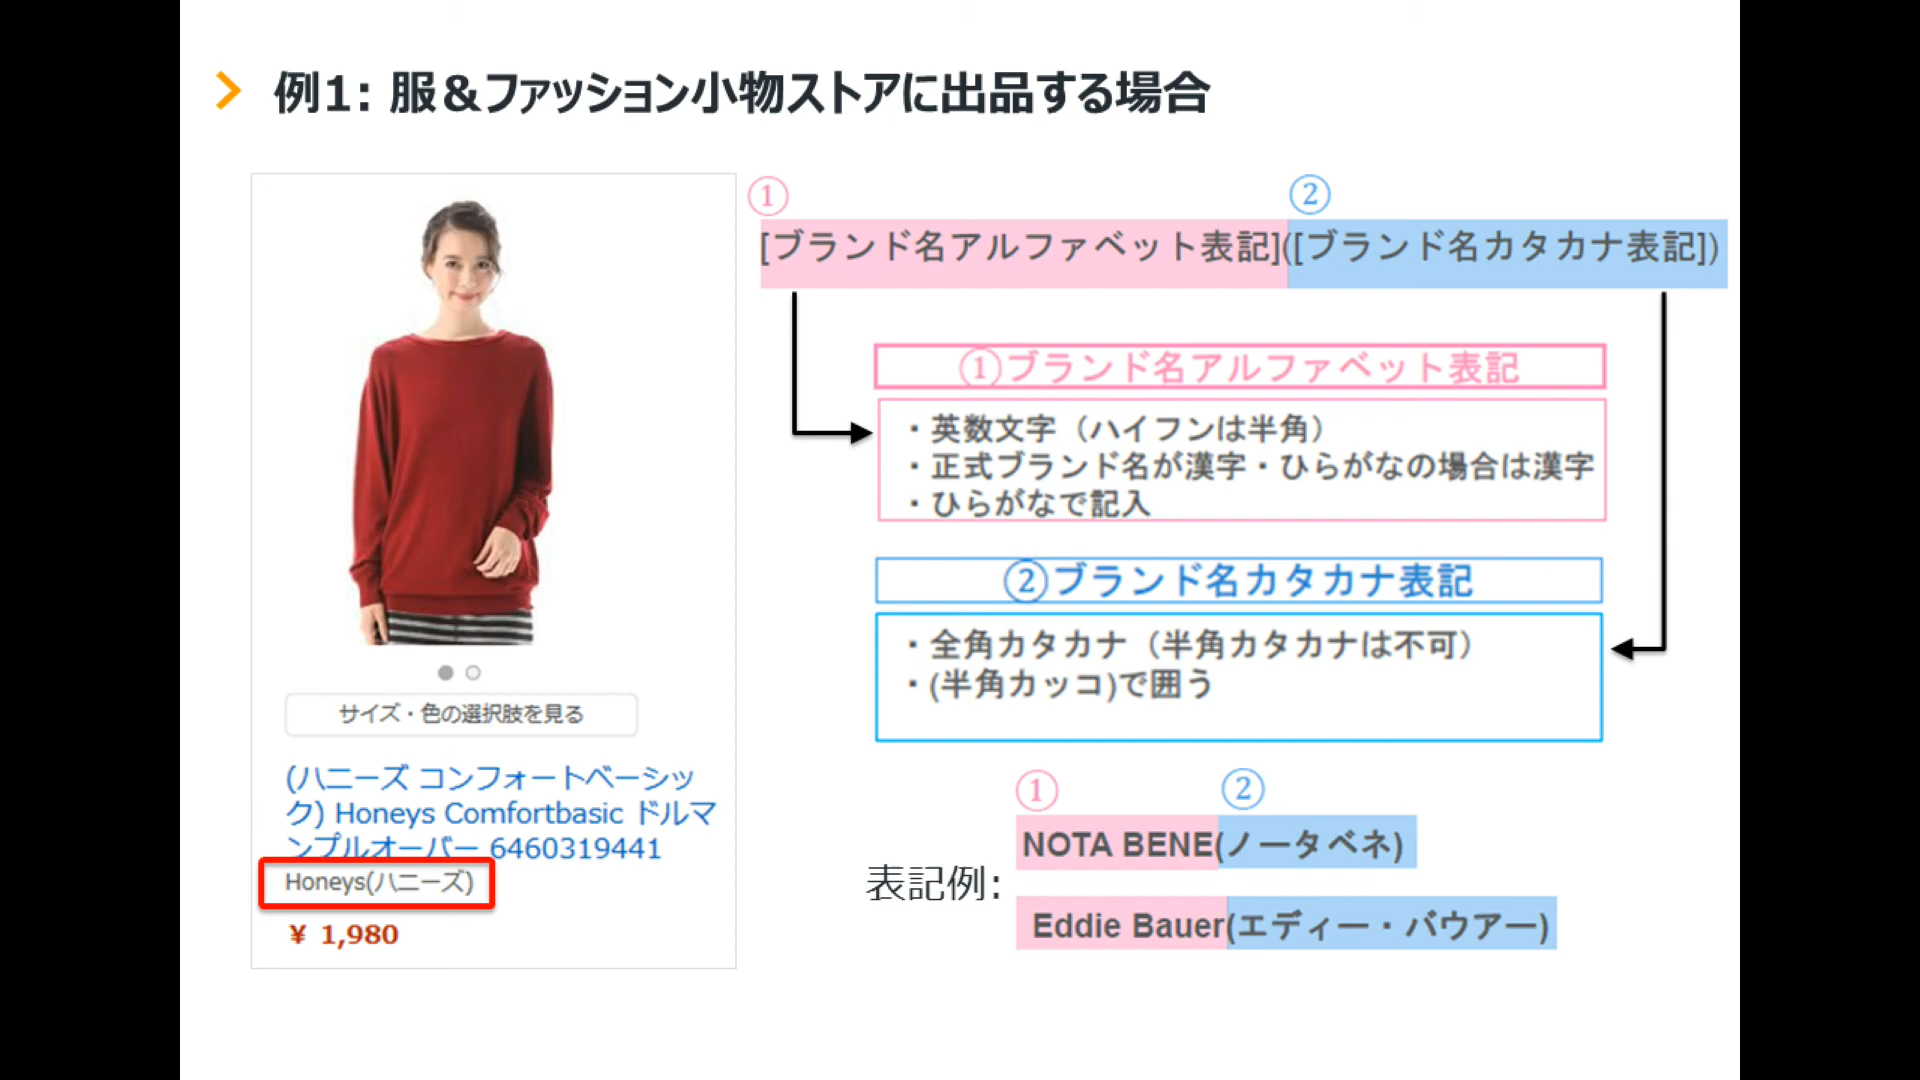 例1: 服＆ファッション小物ストアに出品する場合
サイズ・色の選択肢を見る
(ハニーズ コンフォートベーシッ
ク) Honeys Comfortbasic ドルマ
ンプルオーバー 6460319441
Honeys(ハニーズ)
¥ 1,980
① ②
[ブランド名アルファベット表記]([ブランド名カタカナ表記])
①ブランド名アルファベット表記
・英数文字（ハイフンは半角）
・正式ブランド名が漢字・ひらがなの場合は漢字
・ひらがなで記入
②ブランド名カタカナ表記
・全角カタカナ（半角カタカナは不可）
・(半角カッコ)で囲う
① ②
表記例:
NOTA BENE(ノータベネ)
Eddie Bauer(エディー・バウアー)